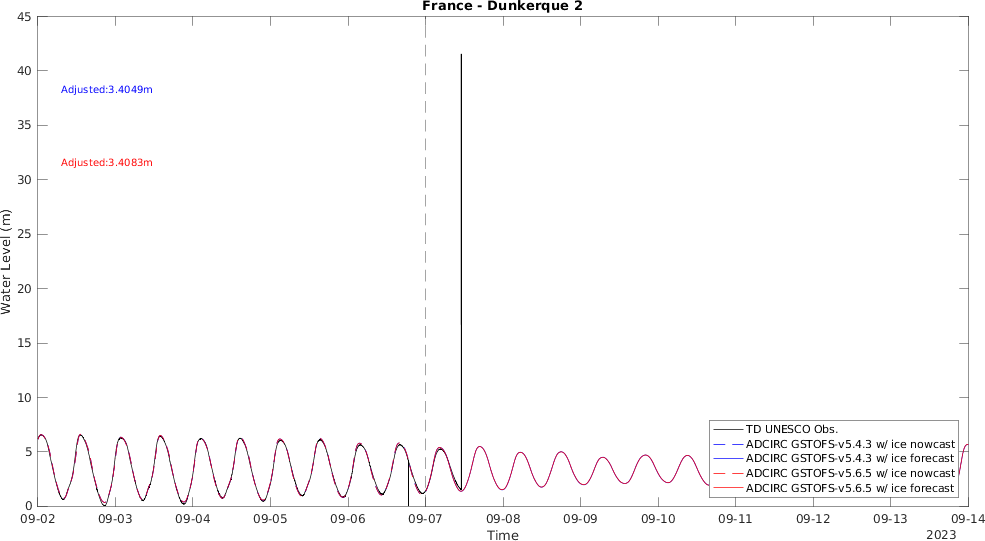 France - Dunkerque 2
45
40
35
30
25
20
15
10
5
0
Water Level (m)
Adjusted:3.4049m
Adjusted:3.4083m
TD UNESCO Obs.
ADCIRC GSTOFS-v5.4.3 w/ ice nowcast
ADCIRC GSTOFS-v5.4.3 w/ ice forecast
ADCIRC GSTOFS-v5.6.5 w/ ice nowcast
ADCIRC GSTOFS-v5.6.5 w/ ice forecast
09-02 09-03 09-04 09-05 09-06 09-07 09-08 09-09 09-10 09-11 09-12 09-13 09-14
Time
2023